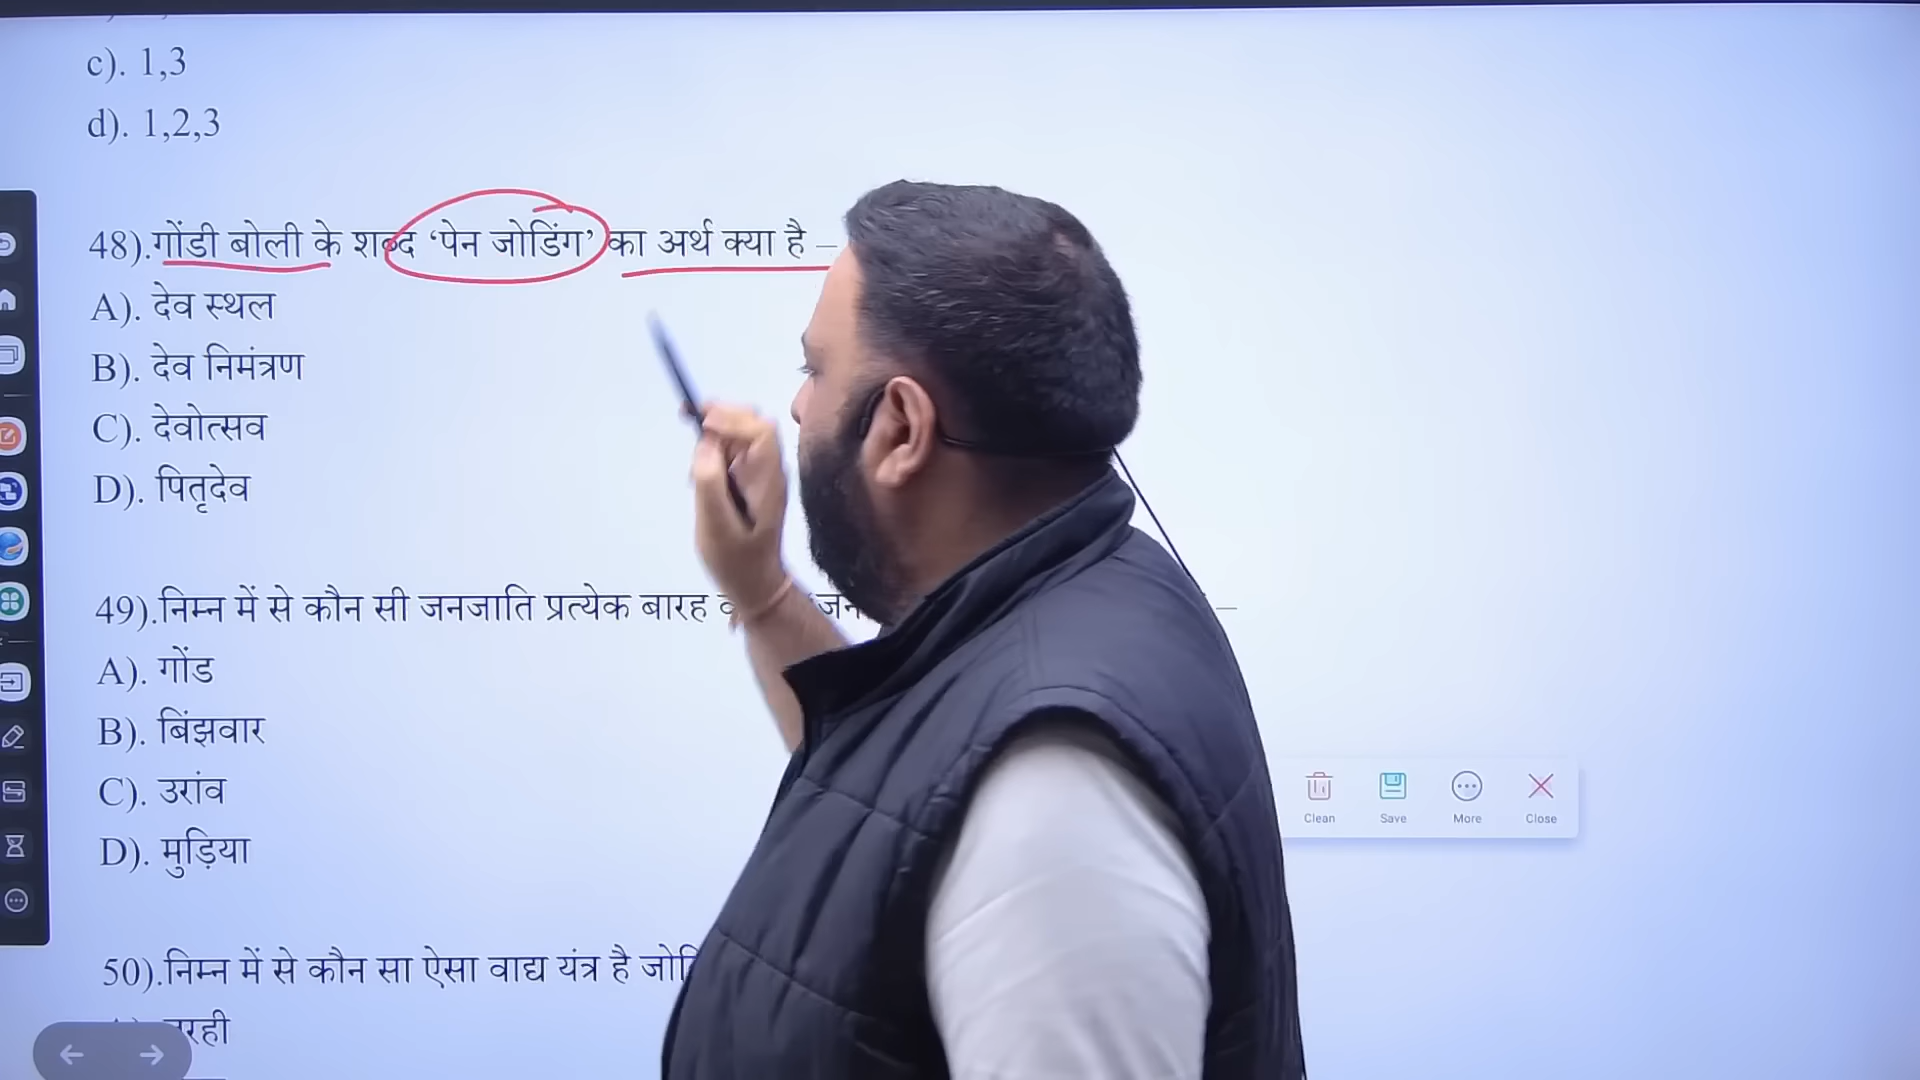 c). 1,3
d). 1,2,3
48).गोंडी बोली के शब्द ‘पेन जोडिंग’ का अर्थ क्या है –
A). देव स्थल
B). देव निमंत्रण
C). देवोत्सव
D). पितृदेव
49).निम्न में से कौन सी जनजाति प्रत्येक बारह –
A). गोंड
B). बिंझवार
C). उरांव
D). मुड़िया
Clean Save More Close
50).निम्न में से कौन सा ऐसा वाद्य यंत्र है